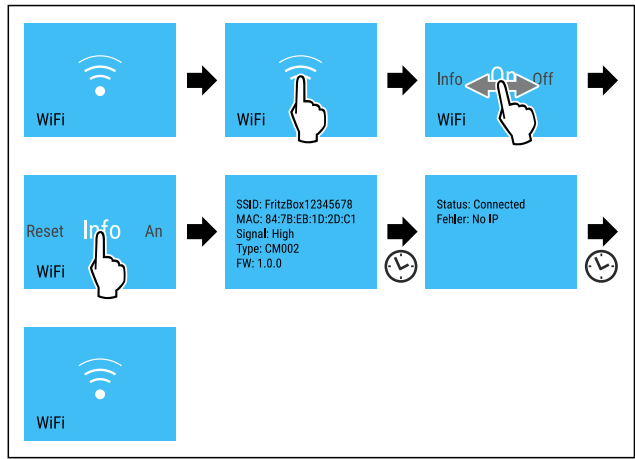 WiFi
WiFi
Info On Off
WiFi
Reset Info An
WiFi
SSID: FritzBox12345678
MAC: 84:7B:EB:1D:2D:C1
Signal: High
Type: CM002
FW: 1.0.0
Status: Connected
Fehler: No IP
WiFi